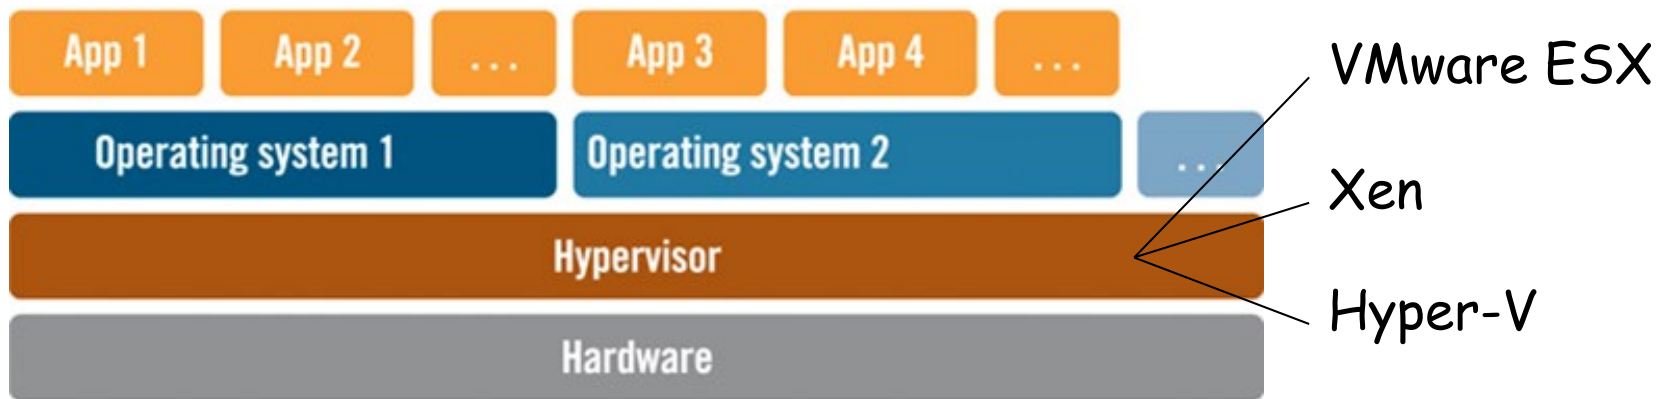 App 1 App 2 ... App 3 App 4 ...
VMware ESX
Operating system 1 Operating system 2 ...
Xen
Hypervisor
Hyper-V
Hardware